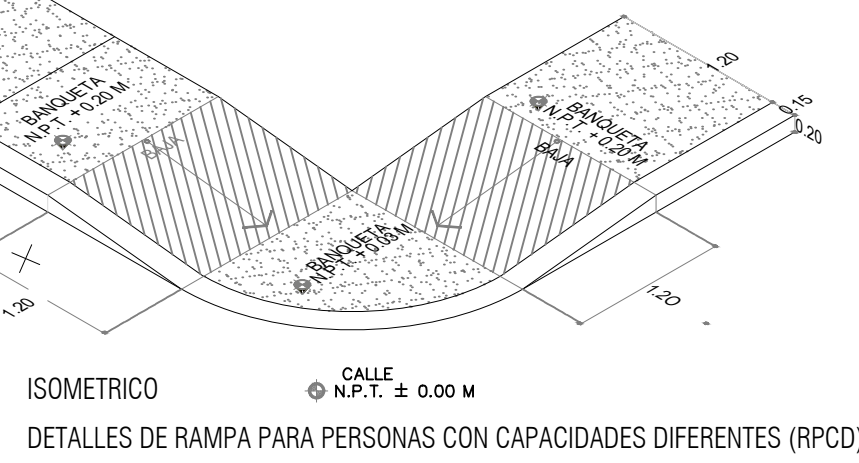 1.20
0.15
0.20
BANQUETA
N.P.T. +0.20 M
BAJA
BANQUETA
N.P.T. +0.20 M
BAJA
BANQUETA
N.P.T. +0.03 M
1.20
1.20
CALLE
N.P.T. ± 0.00 M
ISOMETRICO
DETALLES DE RAMPA PARA PERSONAS CON CAPACIDADES DIFERENTES (RPCD)